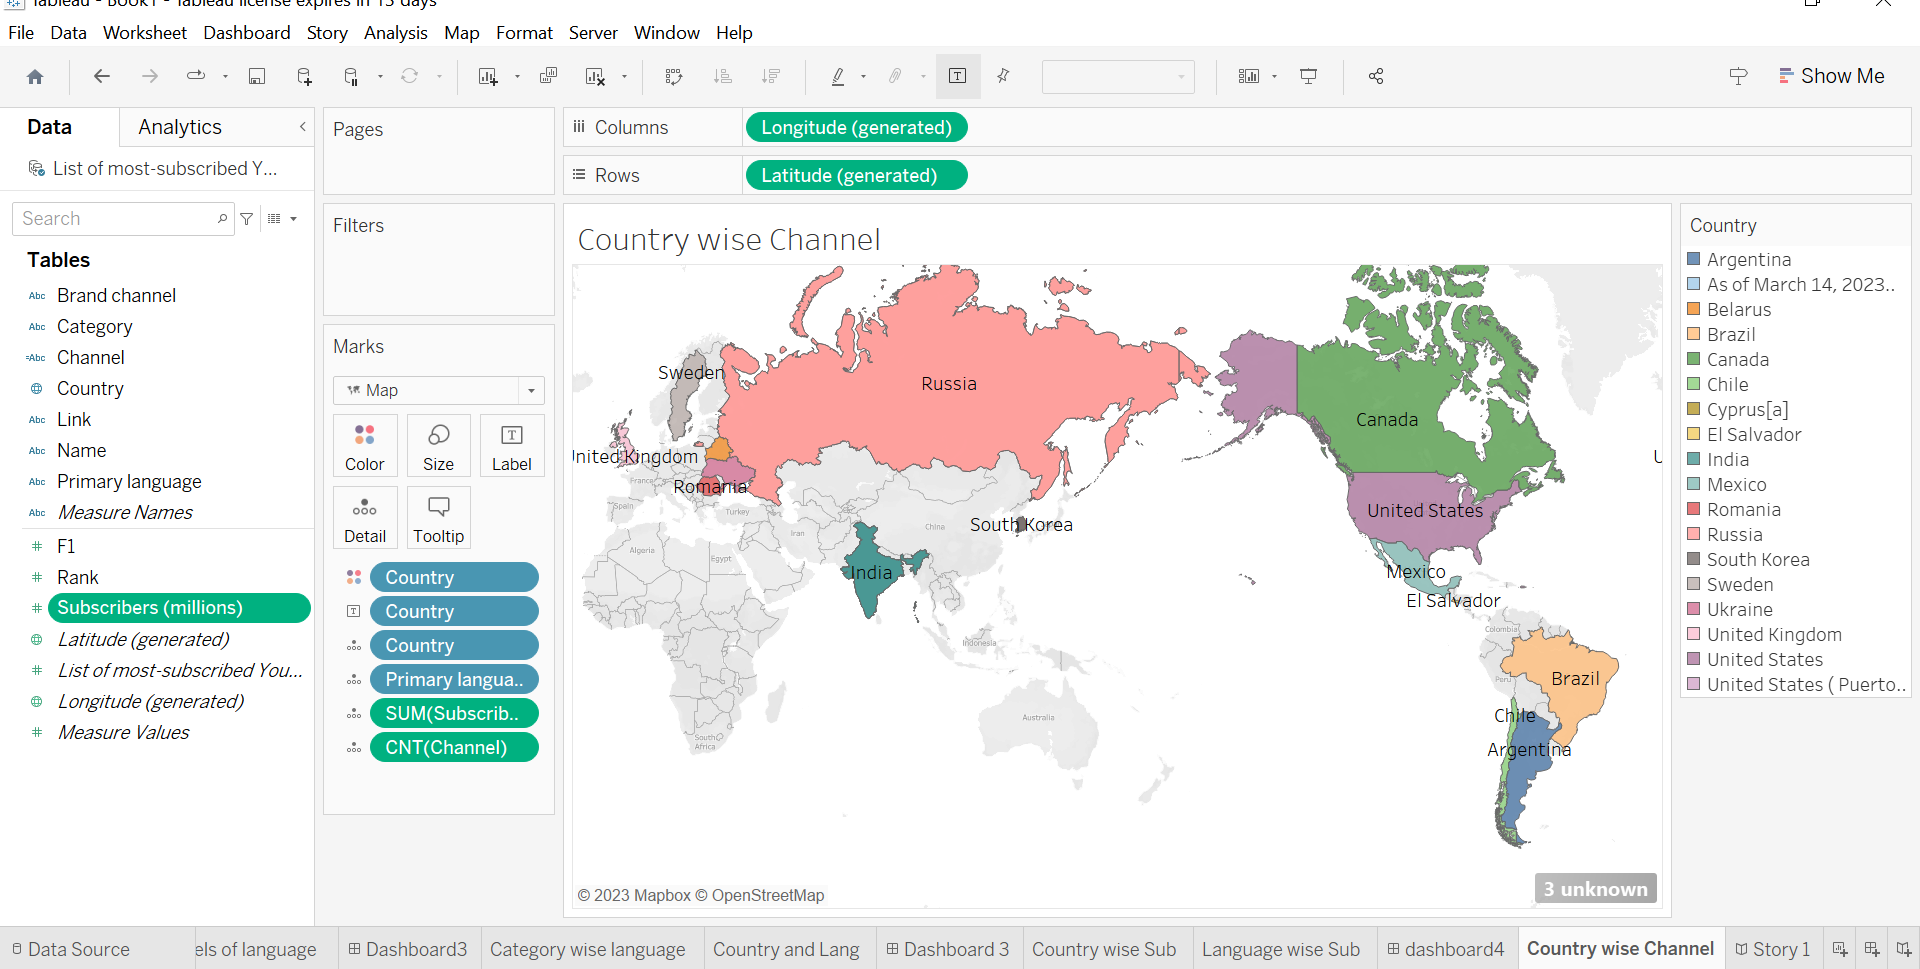 Tableau - Book1 - Tableau license expires in 13 days
File Data Worksheet Dashboard Story Analysis Map Format Server Window Help
Show Me
Data
Analytics
List of most-subscribed Y...
Search
Tables
Abc Brand channel
Abc Category
=Abc Channel
Country
Abc Link
Abc Name
Abc Primary language
Abc Measure Names
# F1
# Rank
# Subscribers (millions)
Latitude (generated)
# List of most-subscribed You...
Longitude (generated)
# Measure Values
Pages
Filters
Marks
Map
Color
Size
Label
Detail
Tooltip
Country
Country
Country
Primary langua..
SUM(Subscrib..
CNT(Channel)
Columns
Longitude (generated)
Rows
Latitude (generated)
Country wise Channel
Sweden
Russia
Canada
United Kingdom
Romania
France
Spain
Turkey
Algeria
Egypt
Iran
China
South Korea
India
United States
Mexico
El Salvador
Colombia
Indonesia
Peru
Brazil
Chile
Argentina
Australia
South
Africa
U
© 2023 Mapbox © OpenStreetMap
3 unknown
Country
Argentina
As of March 14, 2023..
Belarus
Brazil
Canada
Chile
Cyprus[a]
El Salvador
India
Mexico
Romania
Russia
South Korea
Sweden
Ukraine
United Kingdom
United States
United States ( Puerto..
Data Source
els of language
Dashboard3
Category wise language
Country and Lang
Dashboard 3
Country wise Sub
Language wise Sub
dashboard4
Country wise Channel
Story 1